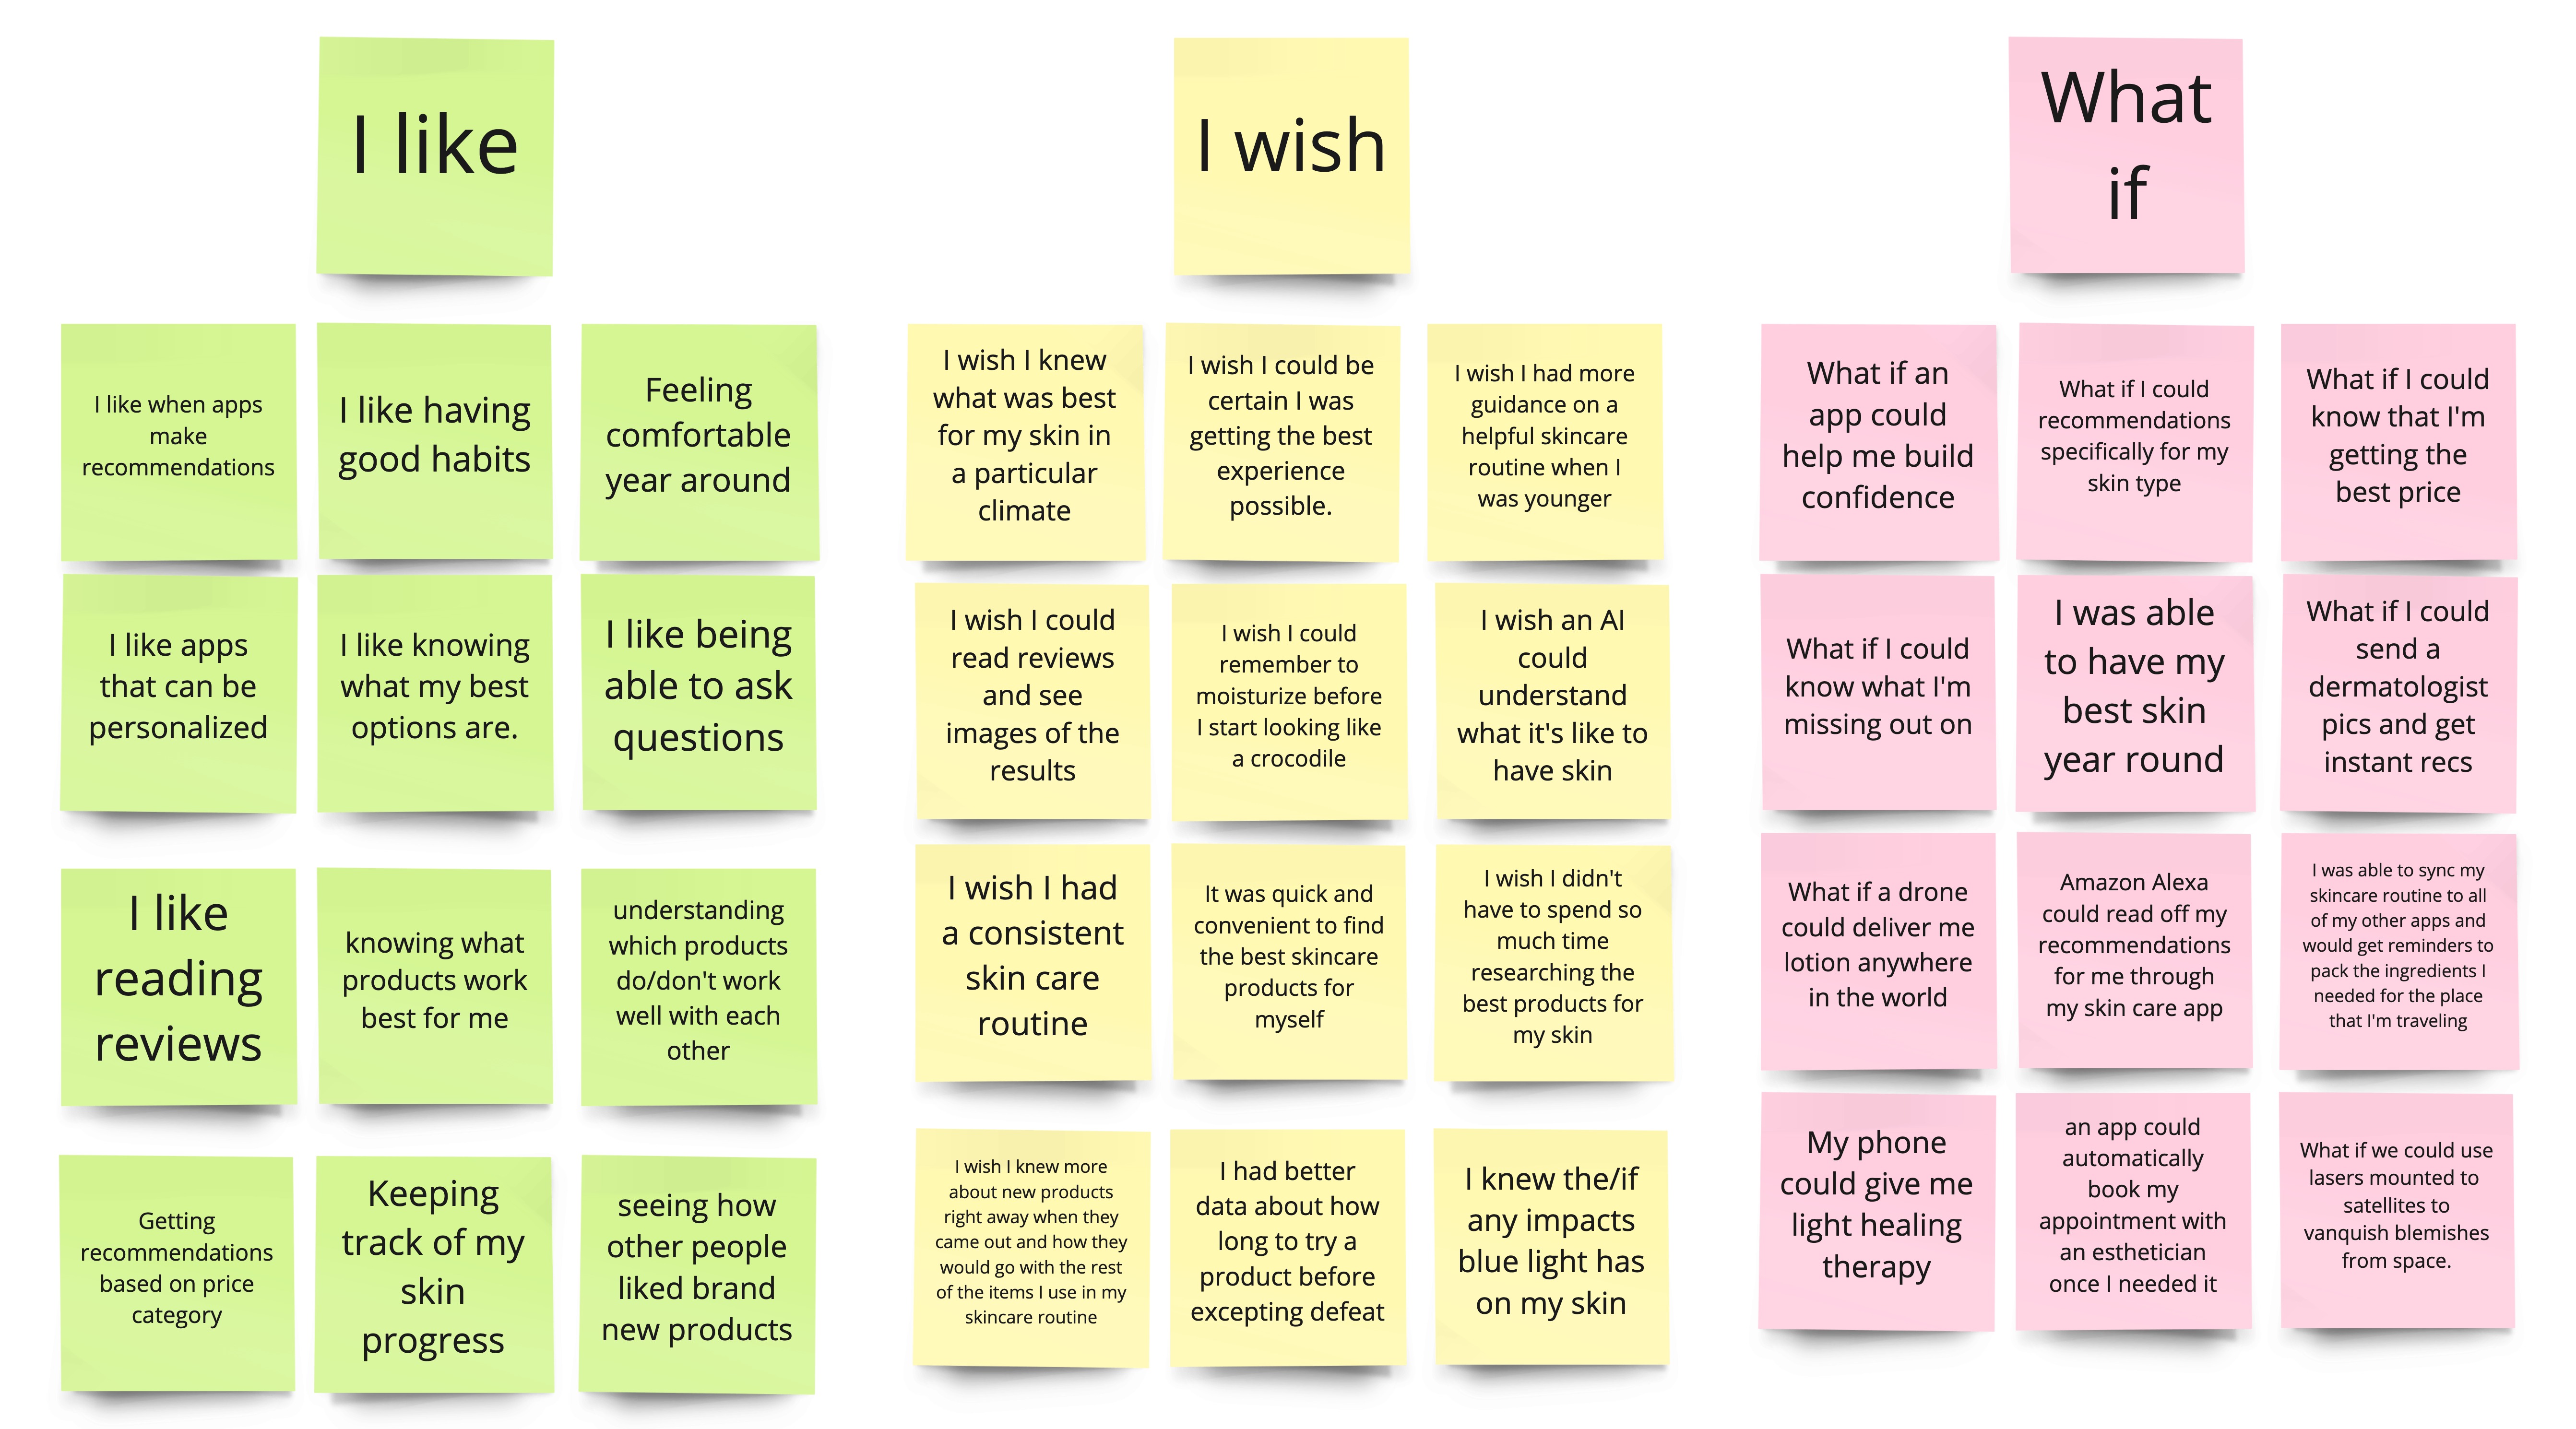 I like
I like when apps
make
recommendations
I like having
good habits
Feeling
comfortable
year around
I like apps
that can be
personalized
I like knowing
what my best
options are.
I like being
able to ask
questions
I like
reading
reviews
knowing what
products work
best for me
understanding
which products
do/don't work
well with each
other
Getting
recommendations
based on price
category
Keeping
track of my
skin
progress
seeing how
other people
liked brand
new products
I wish
I wish I knew
what was best
for my skin in
a particular
climate
I wish I could be
certain I was
getting the best
experience
possible.
I wish I had more
guidance on a
helpful skincare
routine when I
was younger
I wish I could
read reviews
and see
images of the
results
I wish I could
remember to
moisturize before
I start looking like
a crocodile
I wish an AI
could
understand
what it's like to
have skin
I wish I had
a consistent
skin care
routine
It was quick and
convenient to find
the best skincare
products for
myself
I wish I didn't
have to spend so
much time
researching the
best products for
my skin
I wish I knew more
about new products
right away when they
came out and how they
would go with the rest
of the items I use in my
skincare routine
I had better
data about how
long to try a
product before
excepting defeat
I knew the/if
any impacts
blue light has
on my skin
What
if
What if an
app could
help me build
confidence
What if I could
recommendations
specifically for my
skin type
What if I could
know that I'm
getting the
best price
What if I could
know what I'm
missing out on
I was able
to have my
best skin
year round
What if I could
send a
dermatologist
pics and get
instant recs
What if a drone
could deliver me
lotion anywhere
in the world
Amazon Alexa
could read off my
recommendations
for me through
my skin care app
I was able to sync my
skincare routine to all
of my other apps and
would get reminders to
pack the ingredients I
needed for the place
that I'm traveling
My phone
could give me
light healing
therapy
an app could
automatically
book my
appointment with
an esthetician
once I needed it
What if we could use
lasers mounted to
satellites to
vanquish blemishes
from space.